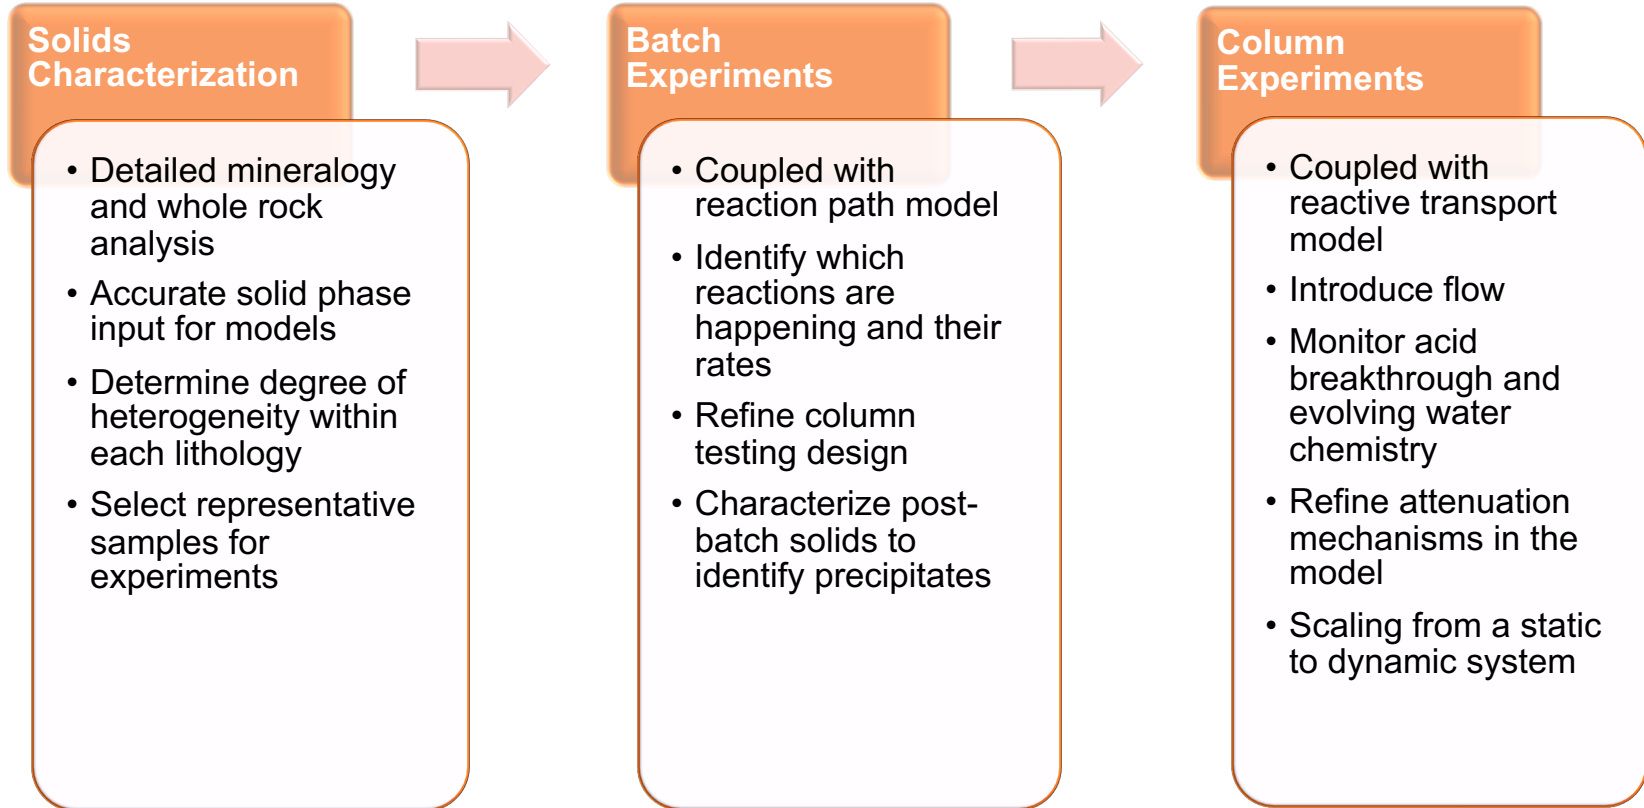 Solids
Characterization
• Detailed mineralogy
and whole rock
analysis
• Accurate solid phase
input for models
• Determine degree of
heterogeneity within
each lithology
• Select representative
samples for
experiments
Batch
Experiments
• Coupled with
reaction path model
• Identify which
reactions are
happening and their
rates
• Refine column
testing design
• Characterize post-
batch solids to
identify precipitates
Column
Experiments
• Coupled with
reactive transport
model
• Introduce flow
• Monitor acid
breakthrough and
evolving water
chemistry
• Refine attenuation
mechanisms in the
model
• Scaling from a static
to dynamic system